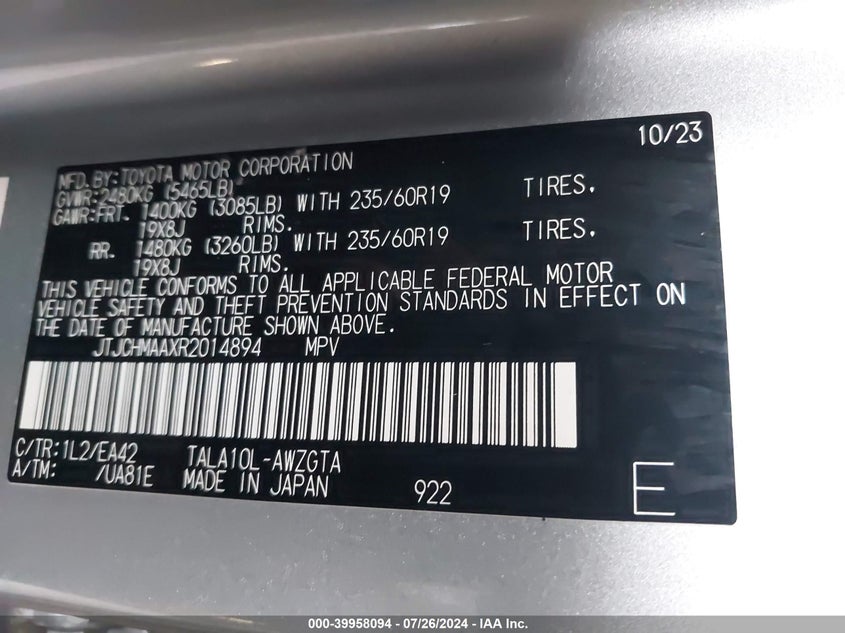 10/23
MFD.BY:TOYOTA MOTOR CORPORATION
GVWR:2480KG (5465LB)
GAWR:FRT. 1400KG (3085LB) WITH 235/60R19 TIRES,
19X8J RIMS.
RR. 1480KG (3260LB) WITH 235/60R19 TIRES,
19X8J RIMS.
THIS VEHICLE CONFORMS TO ALL APPLICABLE FEDERAL MOTOR
VEHICLE SAFETY AND THEFT PREVENTION STANDARDS IN EFFECT ON
THE DATE OF MANUFACTURE SHOWN ABOVE.
JTJCHMAAXR2014894 MPV
C/TR:1L2/EA42 TALA10L-AWZGTA
A/TM: /UA81E MADE IN JAPAN 922 E
000-39958094 - 07/26/2024 - IAA Inc.